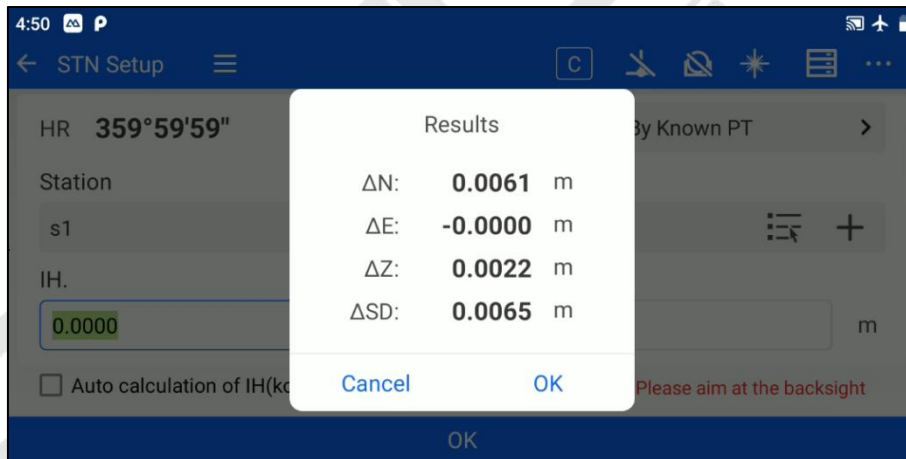 4:50
STN Setup
C
HR 359°59'59"
By Known PT
Station
s1
IH.
0.0000
m
Auto calculation of IH(kc
Please aim at the backsight
OK
Results
ΔN: 0.0061 m
ΔE: -0.0000 m
ΔZ: 0.0022 m
ΔSD: 0.0065 m
Cancel OK